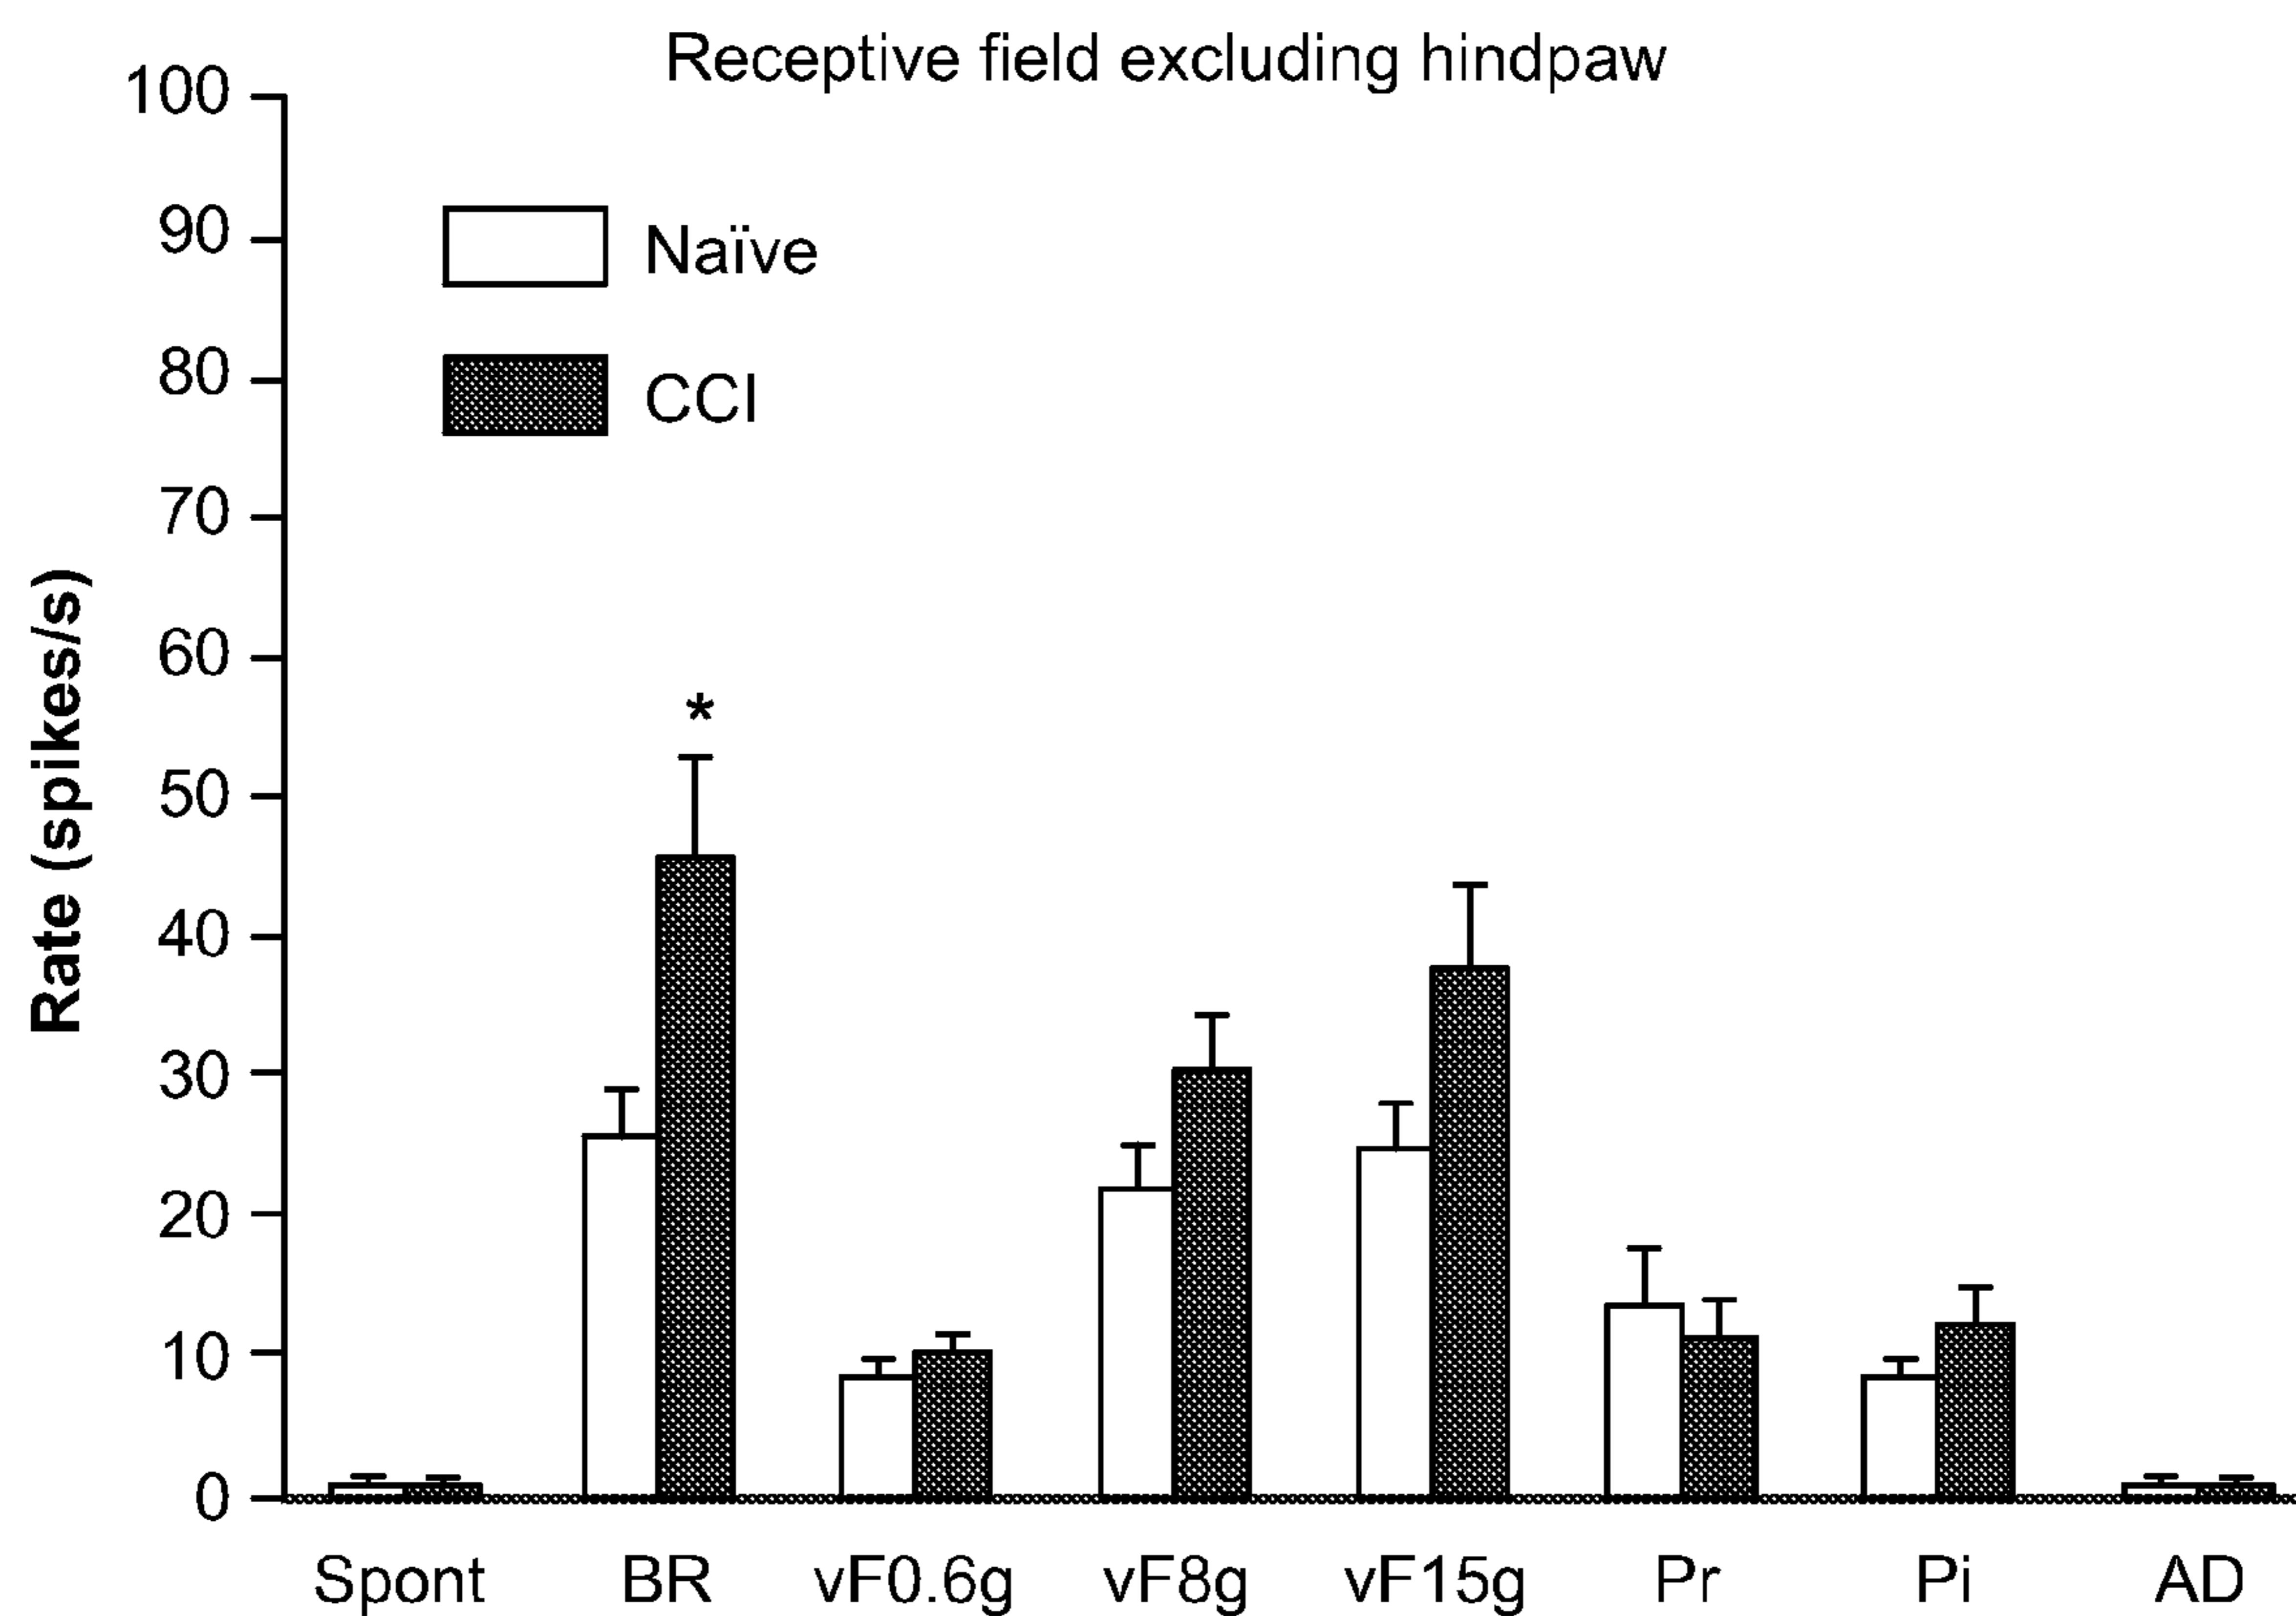 Receptive field excluding hindpaw
100
90
80
70
60
50
40
30
20
10
0
Rate (spikes/s)
Naïve
CCI
*
Spont BR vF0.6g vF8g vF15g Pr Pi AD